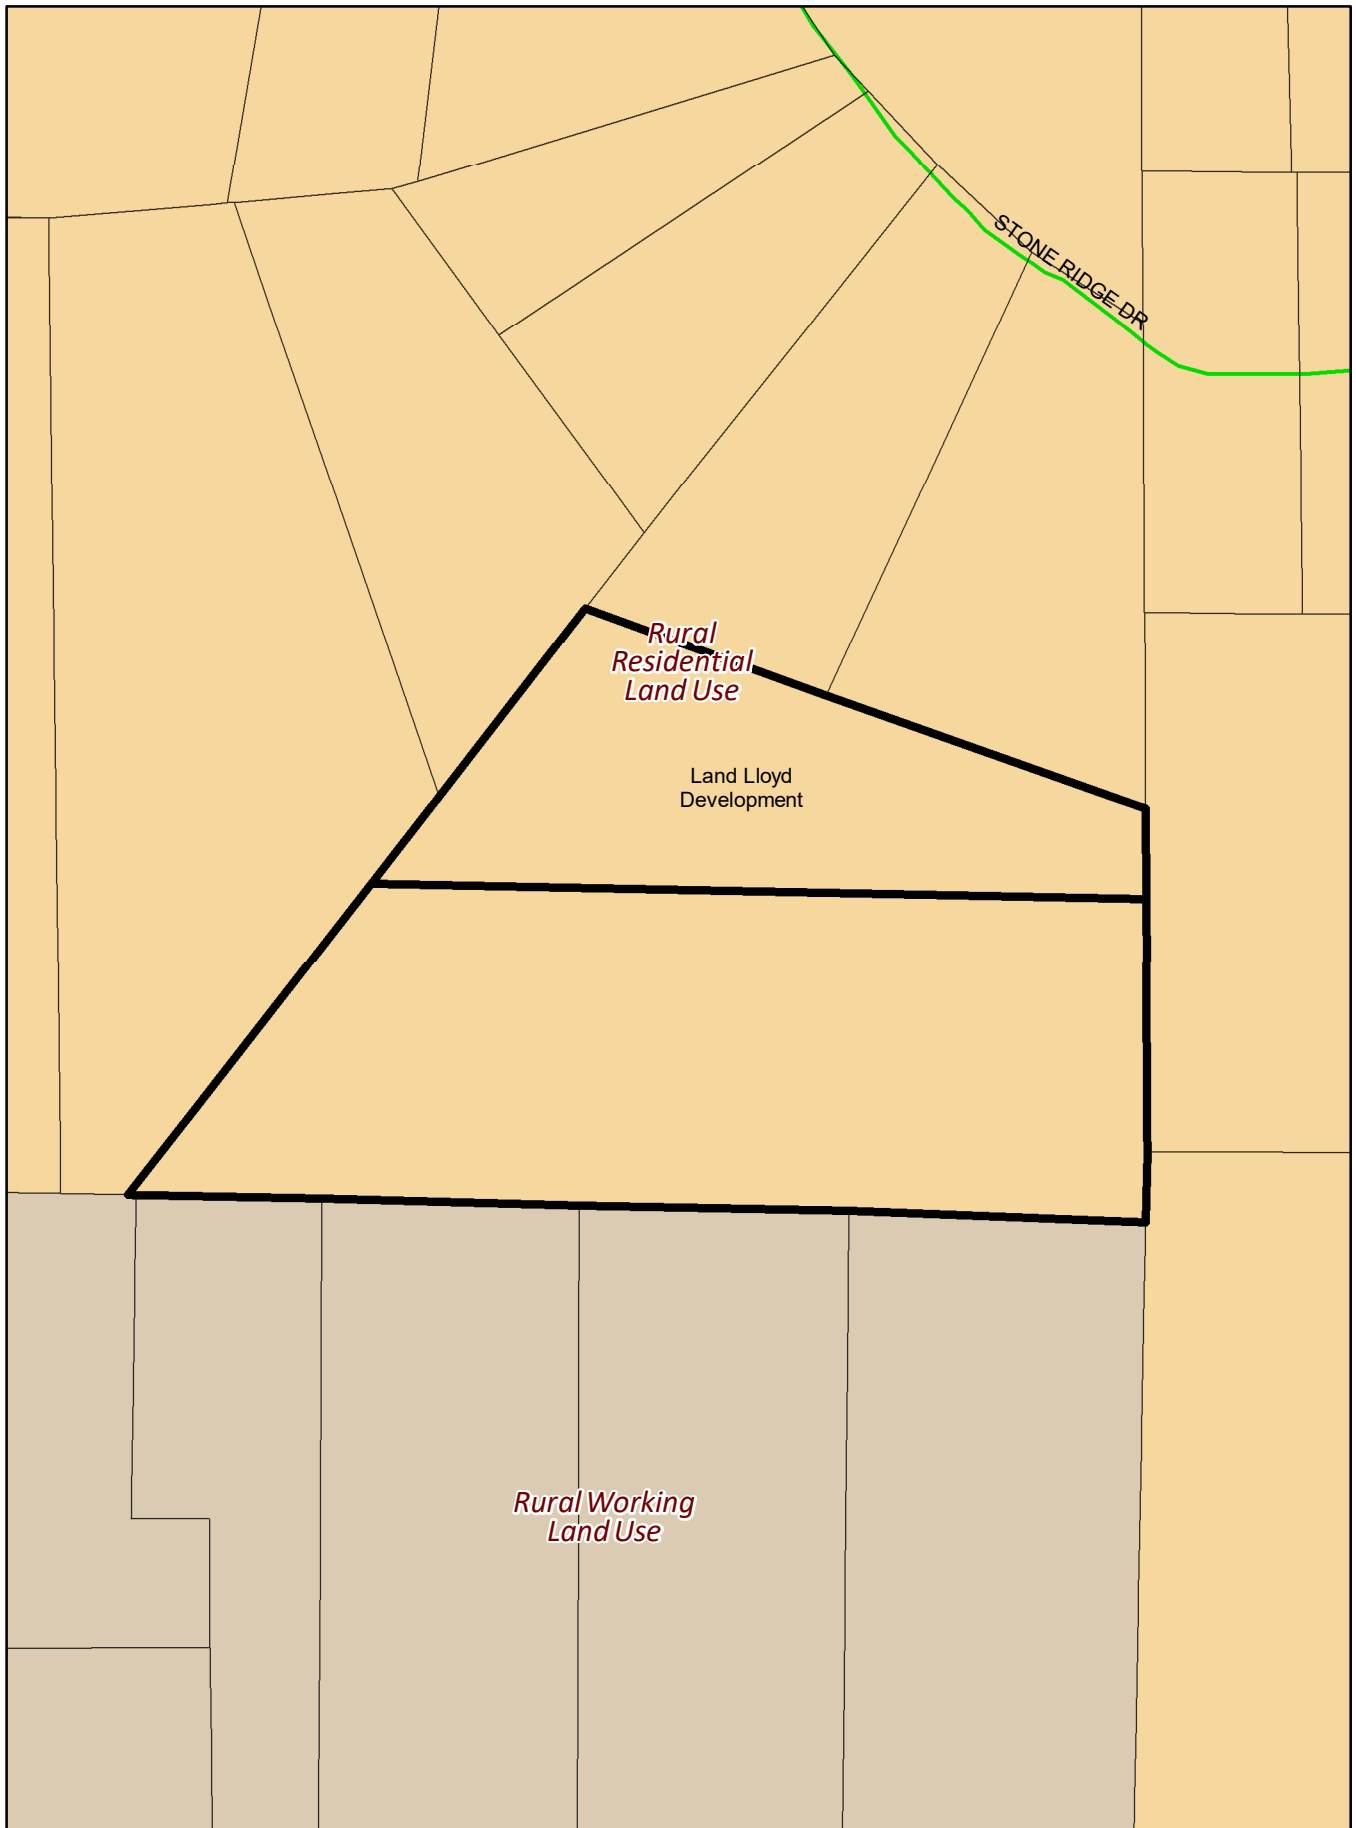 STONE RIDGE DR
Rural
Residential
Land Use
Land Lloyd
Development
Rural Working
Land Use